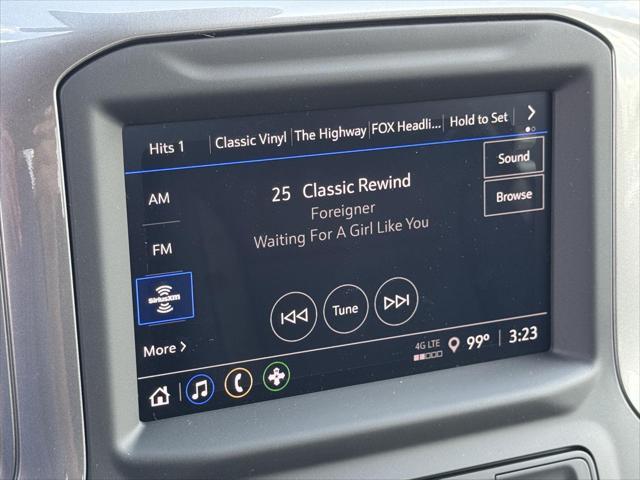 Hits 1 Classic Vinyl The Highway FOX Headli... Hold to Set
Sound
AM
25 Classic Rewind
Browse
Foreigner
FM
Waiting For A Girl Like You
SiriusXM
Tune
More
4G LTE 99° 3:23